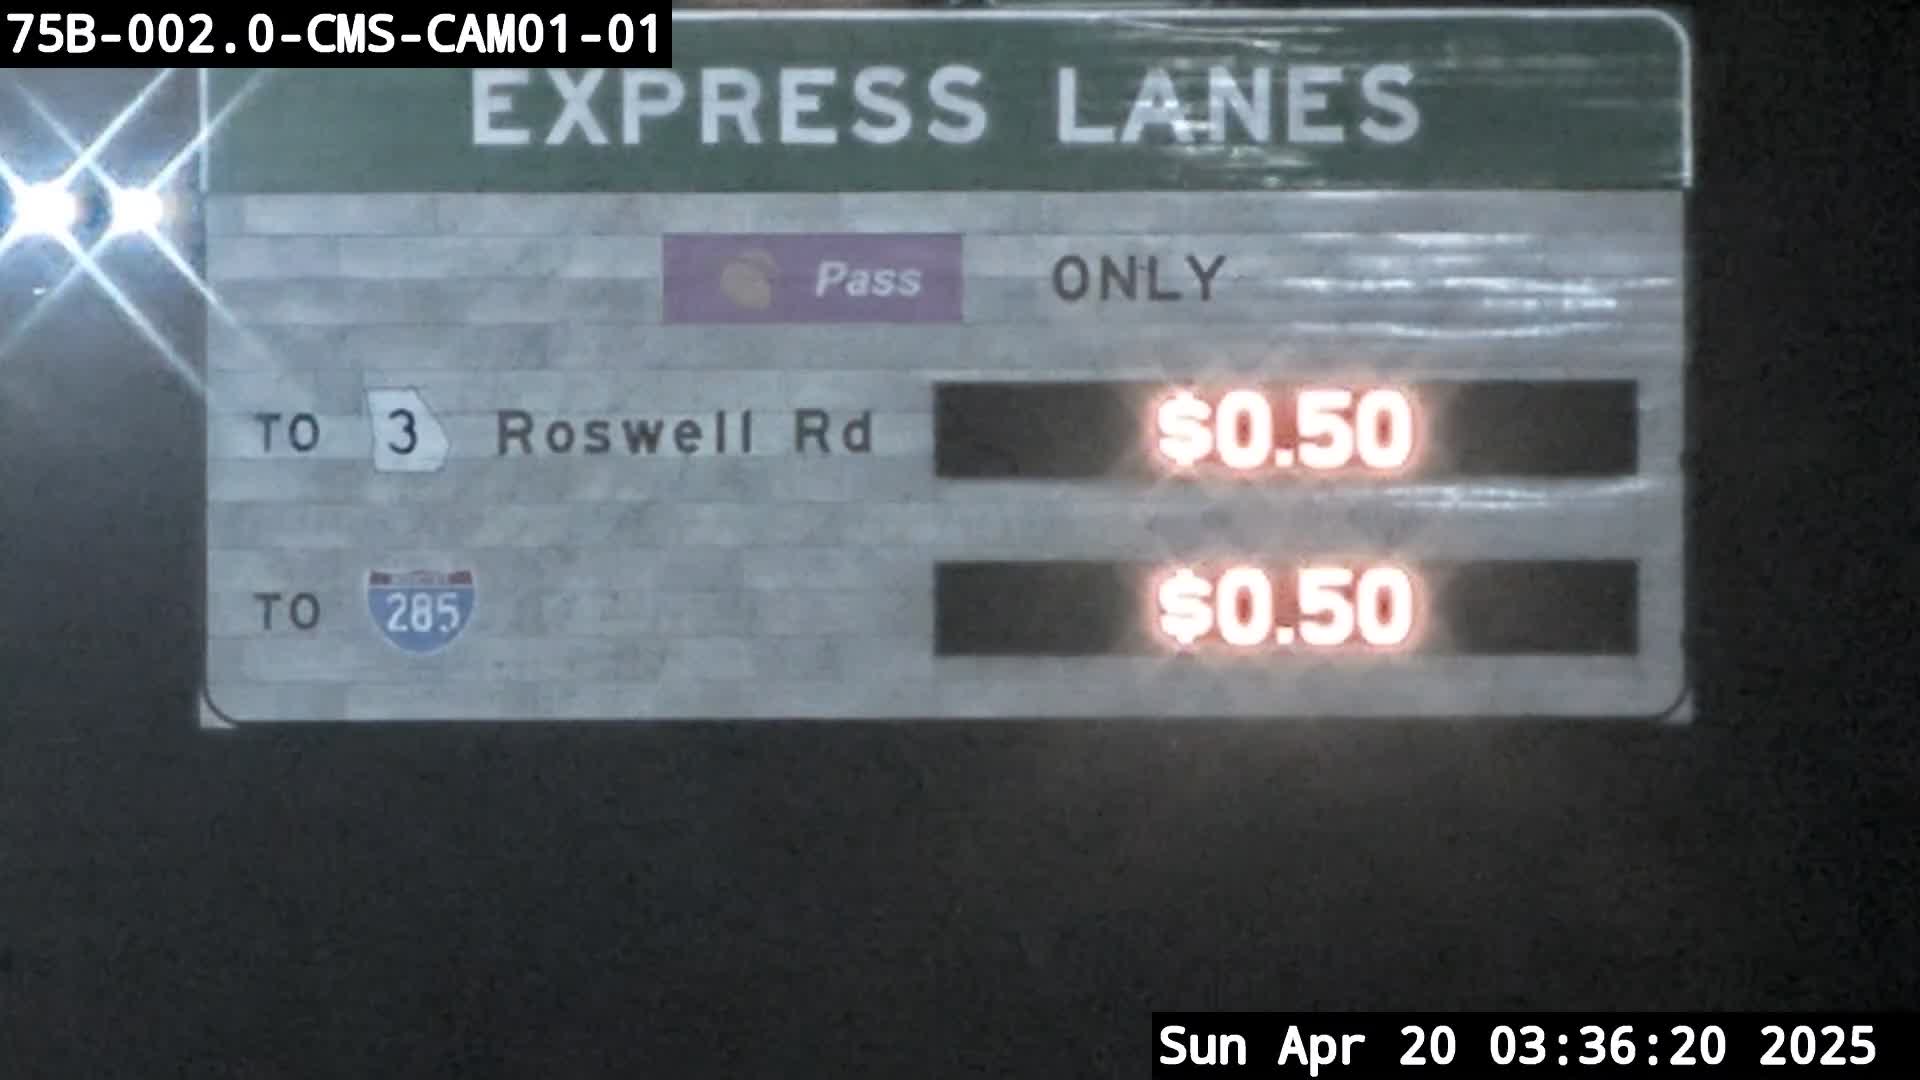 75B-002.0-CMS-CAM01-01
EXPRESS LANES
Pass ONLY
TO 3 Roswell Rd $0.50
TO 285 $0.50
Sun Apr 20 03:36:20 2025